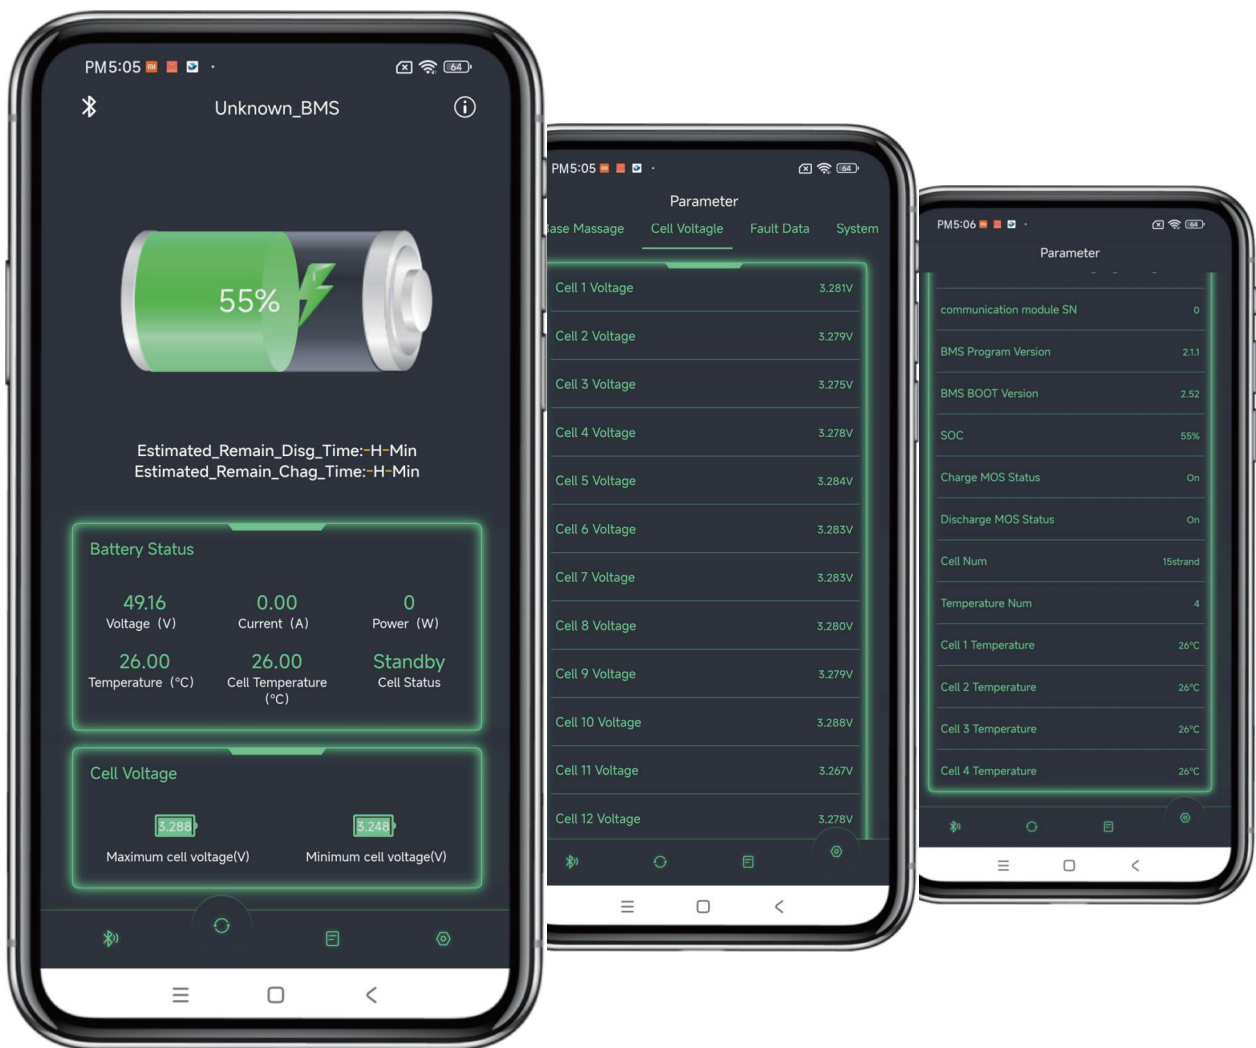 PM5:05
64
Unknown_BMS
55%
Estimated_Remain_Disg_Time:-H-Min
Estimated_Remain_Chag_Time:-H-Min
Battery Status
49.16 0.00 0
Voltage (V) Current (A) Power (W)
26.00 26.00 Standby
Temperature (°C) Cell Temperature Cell Status
(°C)
Cell Voltage
3.288 3.248
Maximum cell voltage(V) Minimum cell voltage(V)
PM5:05
64
Parameter
ase Massage Cell Voltagle Fault Data System
Cell 1 Voltage 3.281V
Cell 2 Voltage 3.279V
Cell 3 Voltage 3.275V
Cell 4 Voltage 3.278V
Cell 5 Voltage 3.284V
Cell 6 Voltage 3.283V
Cell 7 Voltage 3.283V
Cell 8 Voltage 3.280V
Cell 9 Voltage 3.279V
Cell 10 Voltage 3.288V
Cell 11 Voltage 3.267V
Cell 12 Voltage 3.278V
PM5:06
64
Parameter
communication module SN 0
BMS Program Version 2.1.1
BMS BOOT Version 2.52
SOC 55%
Charge MOS Status On
Discharge MOS Status On
Cell Num 15strand
Temperature Num 4
Cell 1 Temperature 26°C
Cell 2 Temperature 26°C
Cell 3 Temperature 26°C
Cell 4 Temperature 26°C